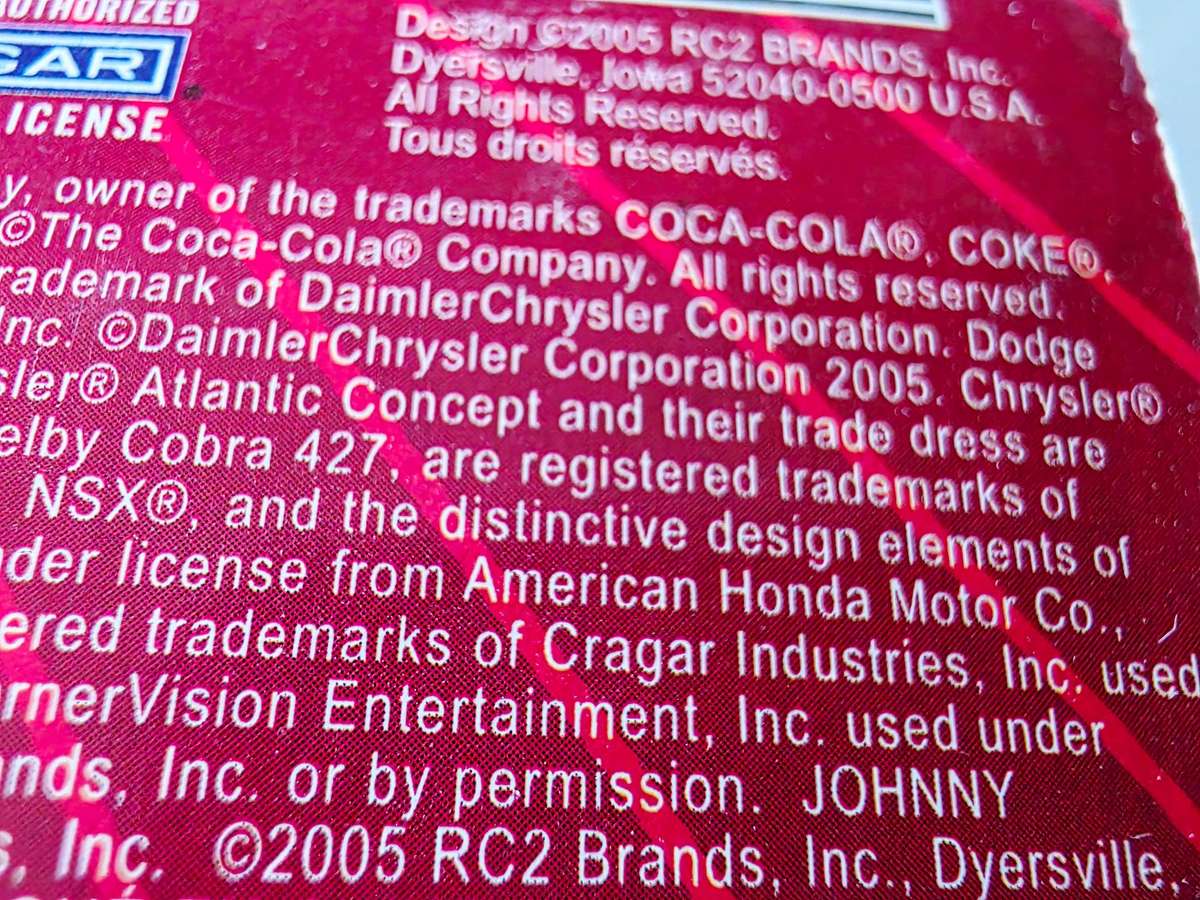 AUTHORIZED
GAR
LICENSE
Design ©2005 RC2 BRANDS, Inc.
Dyersville, Iowa 52040-0500 U.S.A.
All Rights Reserved.
Tous droits réservés.
y, owner of the trademarks COCA-COLA®, COKE®,
©The Coca-Cola® Company. All rights reserved.
rademark of DaimlerChrysler Corporation. Dodge
Inc. ©DaimlerChrysler Corporation 2005. Chrysler®
sler® Atlantic Concept and their trade dress are
elby Cobra 427, are registered trademarks of
NSX®, and the distinctive design elements of
der license from American Honda Motor Co.,
ered trademarks of Cragar Industries, Inc. used
rnerVision Entertainment, Inc. used under
nds, Inc. or by permission. JOHNNY
s, Inc. ©2005 RC2 Brands, Inc., Dyersville,